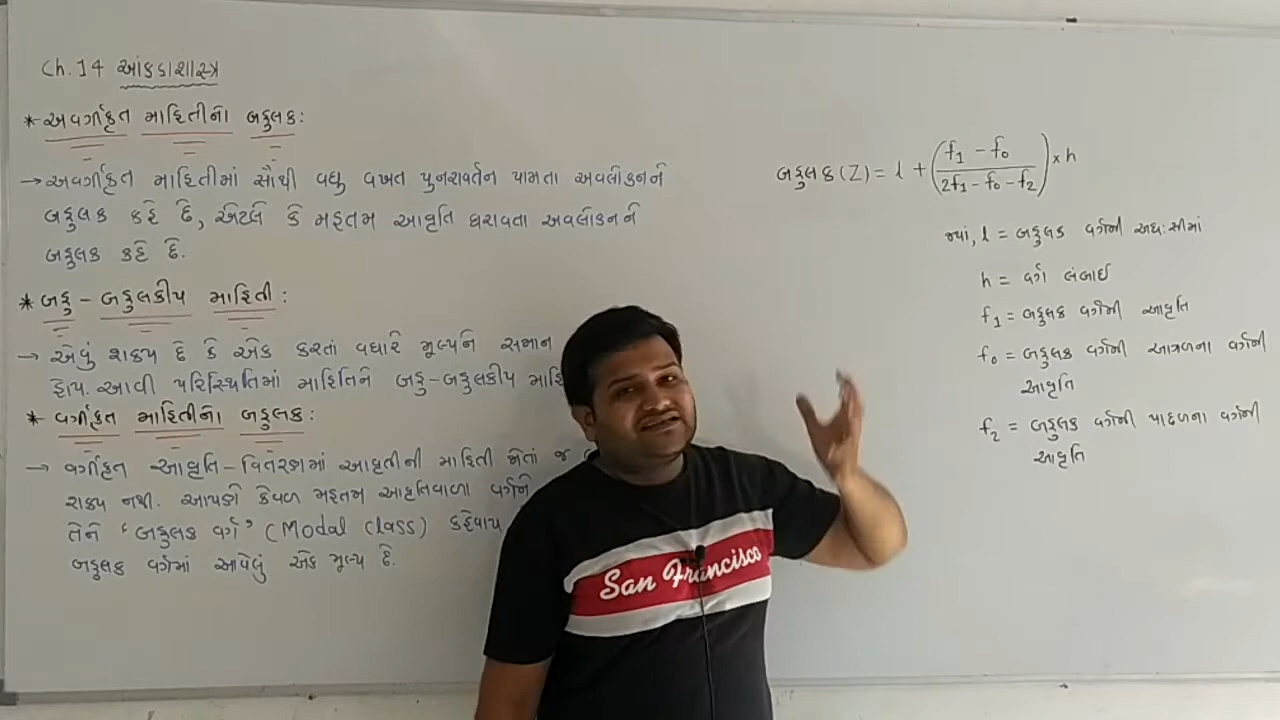 Ch. 14 આંકડાશાસ્ત્ર
* અવર્ગીકૃત માહિતીનો બહુલક :
→ અવર્ગીકૃત માહિતીમાં સૌથી વધુ વખત પુનરાવર્તન પામતા અવલોકનને
બહુલક કહે છે, એટલે કે મહતમ આવૃતિ ધરાવતા અવલોકનને
બહુલક કહે છે.
* બહુ - બહુલકીય માહિતી :
→ એવું શક્ય છે કે એક કરતાં વધારે મૂલ્યને સમાન
હોય. આવી પરિસ્થિતિમાં માહિતિને બહુ-બહુલકીય
* વર્ગીકૃત માહિતીનો બહુલક :
→ વર્ગીકૃત આવૃતિ - વિતરણમાં આવૃતીની માહિતી જોતાં જ
શક્ય નથી. આપણે કેવળ મહતમ આવૃતિવાળા વર્ગને
તેને 'બહુલક વર્ગ' (Modal Class) કહેવાય
બહુલક વર્ગમાં આપેલું એક મૂલ્ય છે.
બહુલક (Z) = l + (f₁ - f₀ / 2f₁ - f₀ - f₂) × h
જ્યાં, l = બહુલક વર્ગની અધઃસીમાં
h = વર્ગ લંબાઈ
f₁ = બહુલક વર્ગની આવૃતિ
f₀ = બહુલક વર્ગની આગળના વર્ગની
આવૃતિ
f₂ = બહુલક વર્ગની પાછળના વર્ગની
આવૃતિ
San Francisco